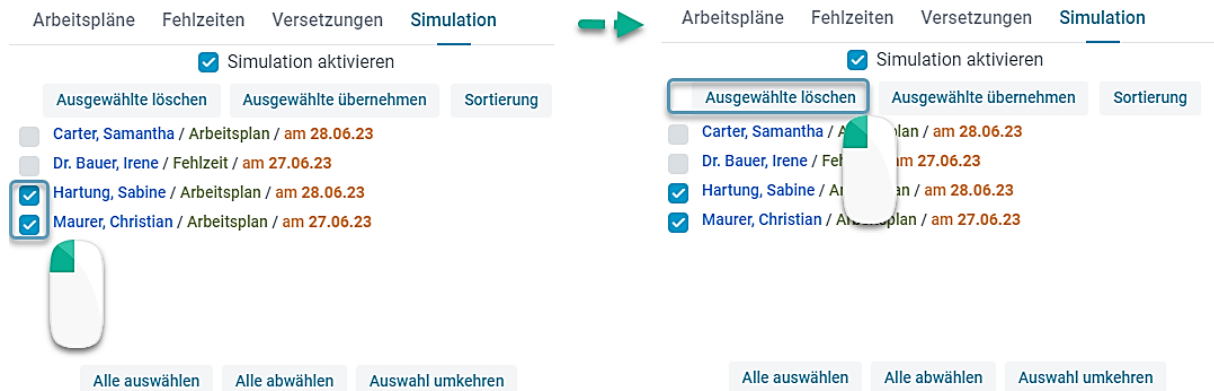 Arbeitspläne Fehlzeiten Versetzungen Simulation
Simulation aktivieren
Ausgewählte löschen Ausgewählte übernehmen Sortierung
Carter, Samantha / Arbeitsplan / am 28.06.23
Dr. Bauer, Irene / Fehlzeit / am 27.06.23
Hartung, Sabine / Arbeitsplan / am 28.06.23
Maurer, Christian / Arbeitsplan / am 27.06.23
Alle auswählen Alle abwählen Auswahl umkehren
Arbeitspläne Fehlzeiten Versetzungen Simulation
Simulation aktivieren
Ausgewählte löschen Ausgewählte übernehmen Sortierung
Carter, Samantha / / am 28.06.23
Dr. Bauer, Irene / am 27.06.23
Hartung, Sabine / / am 28.06.23
Maurer, Christian / / am 27.06.23
Alle auswählen Alle abwählen Auswahl umkehren